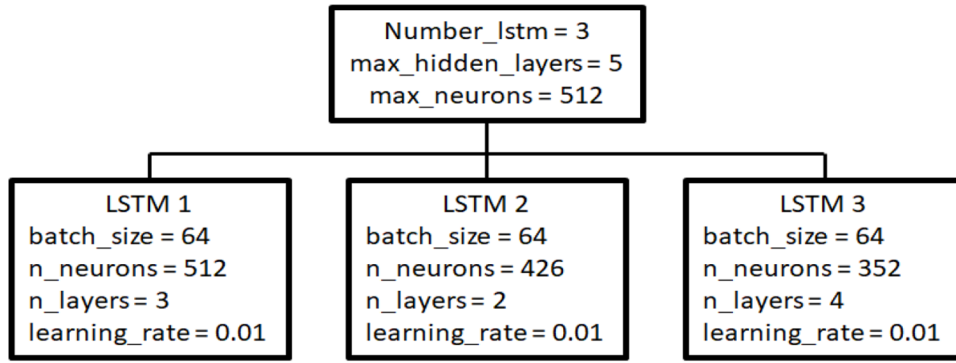 Number_lstm = 3
max_hidden_layers = 5
max_neurons = 512
LSTM 1
batch_size = 64
n_neurons = 512
n_layers = 3
learning_rate = 0.01
LSTM 2
batch_size = 64
n_neurons = 426
n_layers = 2
learning_rate = 0.01
LSTM 3
batch_size = 64
n_neurons = 352
n_layers = 4
learning_rate = 0.01